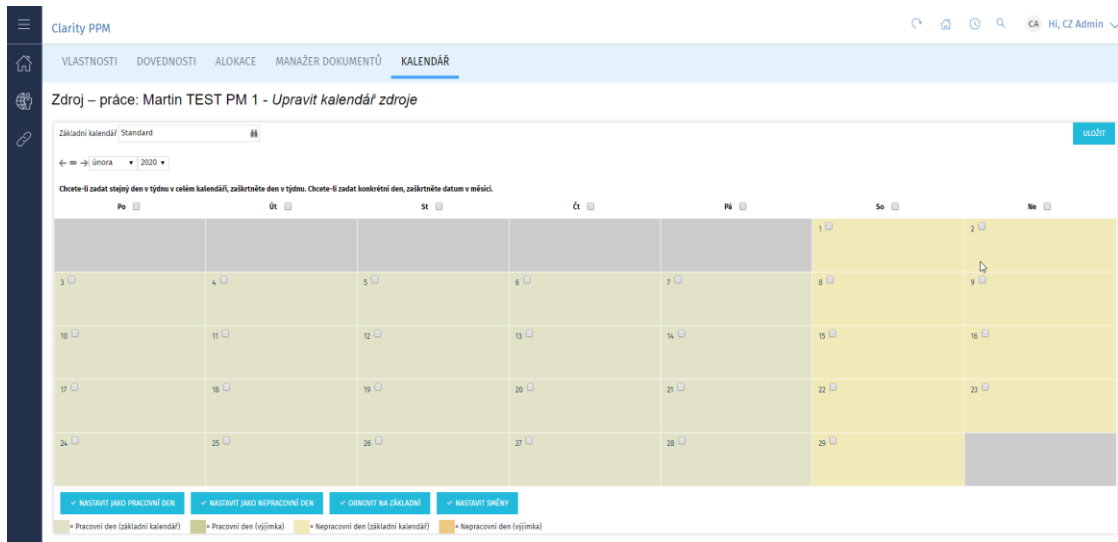 Clarity PPM
CA Hi, CZ Admin
VLASTNOSTI DOVEDNOSTI ALOKACE MANAŽER DOKUMENTŮ KALENDÁŘ
Zdroj – práce: Martin TEST PM 1 - Upravit kalendář zdroje
Základní kalendář Standard ULOŽIT
února 2020
Chcete-li zadat stejný den v týdnu v celém kalendáři, zaškrtněte den v týdnu. Chcete-li zadat konkrétní den, zaškrtněte datum v měsíci.
Po Út St Čt Pá So Ne
1 2
3 4 5 6 7 8 9
10 11 12 13 14 15 16
17 18 19 20 21 22 23
24 25 26 27 28 29
NASTAVIT JAKO PRACOVNÍ DEN NASTAVIT JAKO NEPRACOVNÍ DEN OBNOVIT NA ZÁKLADNÍ NASTAVIT SMĚNY
= Pracovní den (základní kalendář) = Pracovní den (výjimka) = Nepracovní den (základní kalendář) = Nepracovní den (výjimka)